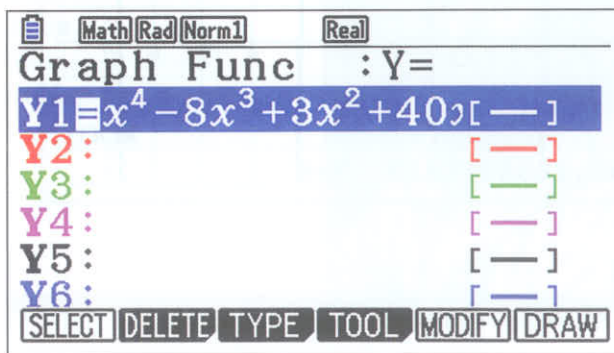 Math Rad Norm1 Real
Graph Func :Y=
Y1=x⁴-8x³+3x²+40x[—]
Y2: [—]
Y3: [—]
Y4: [—]
Y5: [—]
Y6: [—]
SELECT DELETE TYPE TOOL MODIFY DRAW